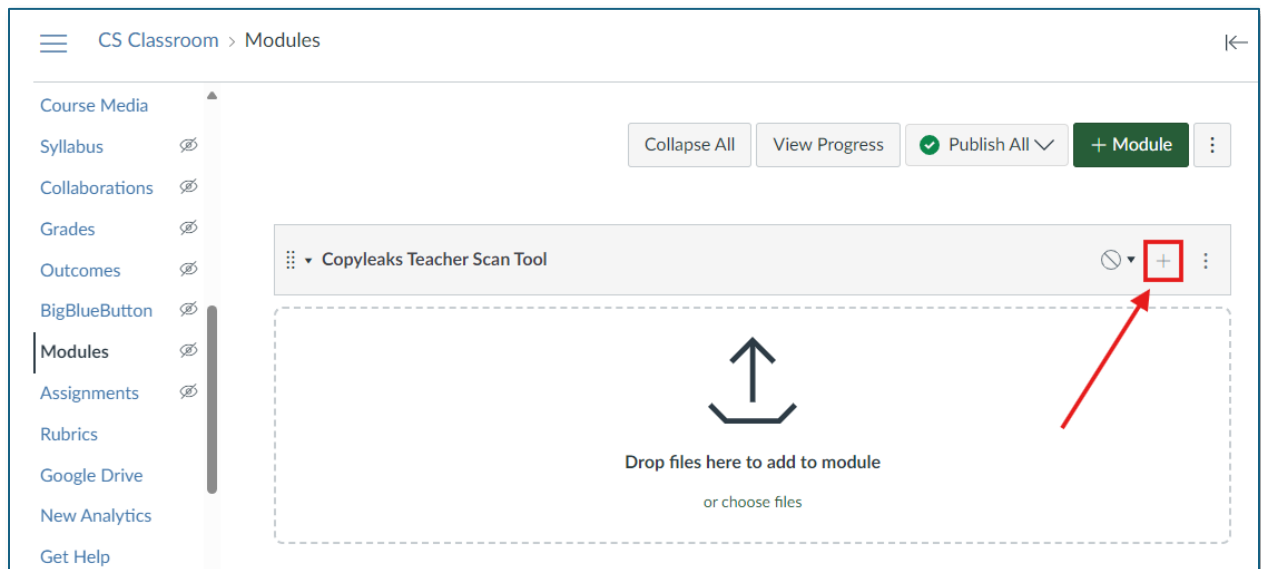 CS Classroom > Modules
Course Media
Syllabus
Collaborations
Grades
Outcomes
BigBlueButton
Modules
Assignments
Rubrics
Google Drive
New Analytics
Get Help
Collapse All
View Progress
Publish All
+ Module
Copyleaks Teacher Scan Tool
Drop files here to add to module
or choose files